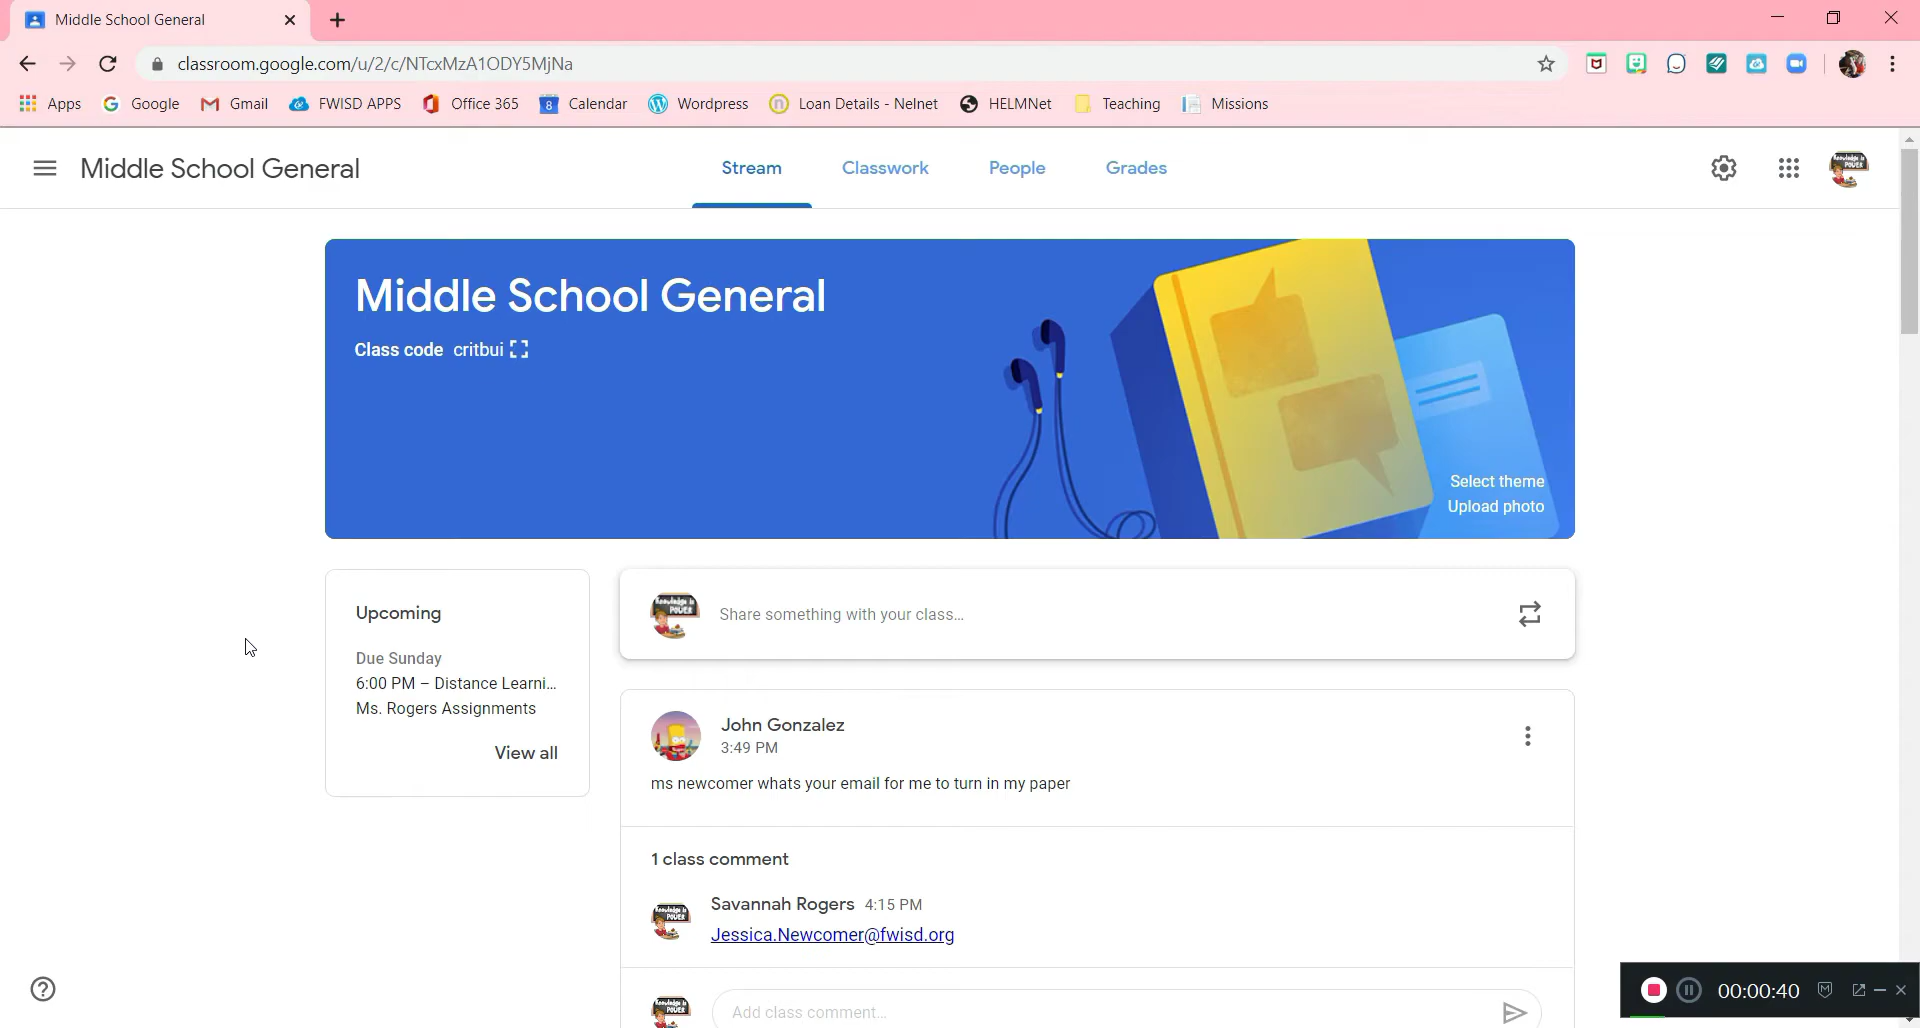 Middle School General
classroom.google.com/u/2/c/NTcxMzA1ODY5MjNa
Apps Google Gmail FWISD APPS Office 365 Calendar Wordpress Loan Details - Nelnet HELMNet Teaching Missions
Middle School General
Stream Classwork People Grades
Middle School General
Class code critbui
Select theme
Upload photo
Upcoming
Due Sunday
6:00 PM – Distance Learni...
Ms. Rogers Assignments
View all
Share something with your class...
John Gonzalez
3:49 PM
ms newcomer whats your email for me to turn in my paper
1 class comment
Savannah Rogers 4:15 PM
Jessica.Newcomer@fwisd.org
Add class comment...
00:00:40